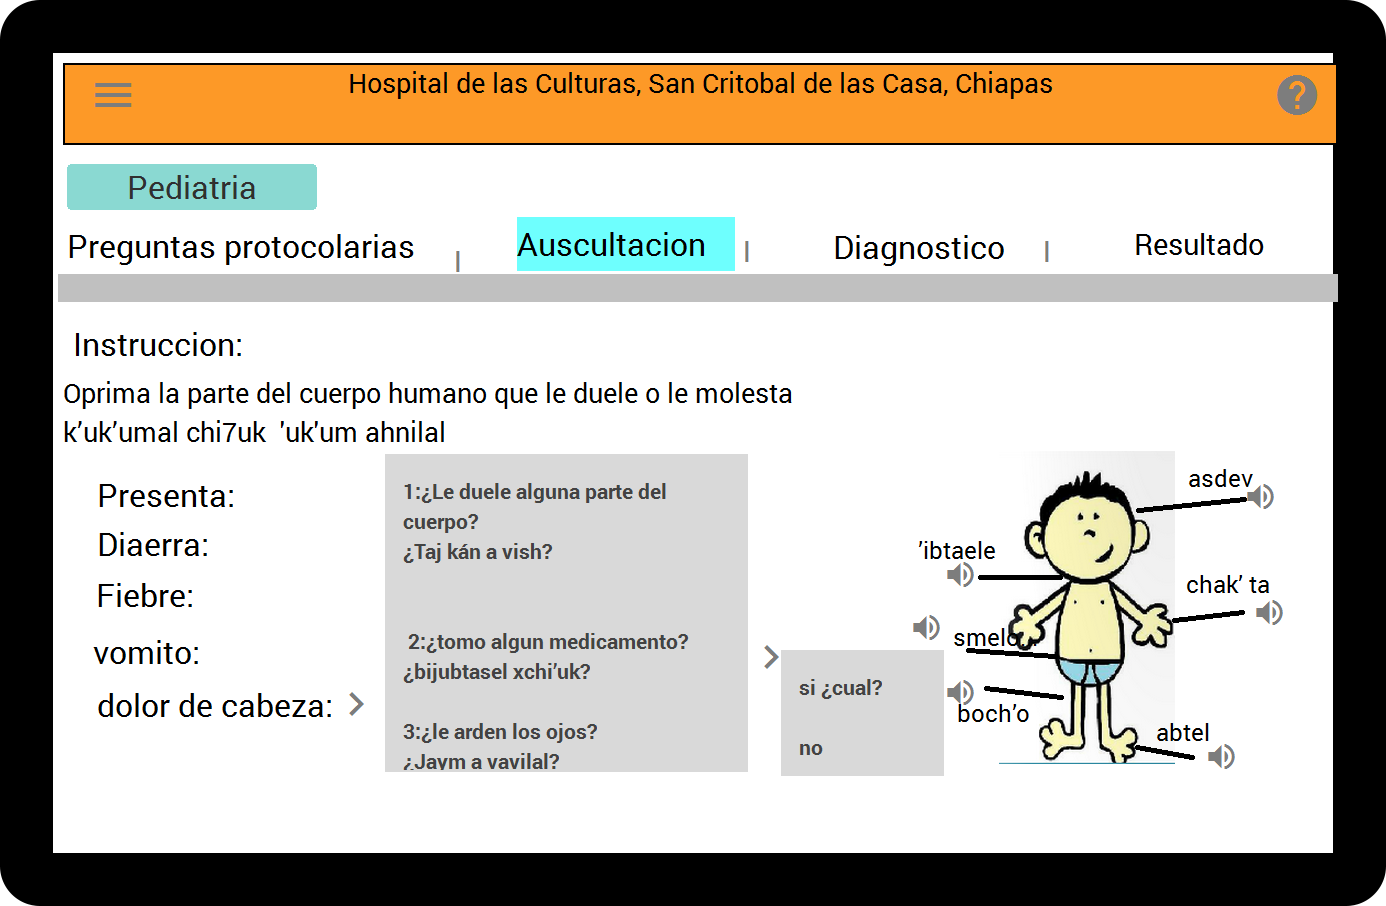 Hospital de las Culturas, San Critobal de las Casa, Chiapas
?
Pediatria
Preguntas protocolarias | Auscultacion | Diagnostico | Resultado
Instruccion:
Oprima la parte del cuerpo humano que le duele o le molesta
k’uk’umal chi7uk ’uk'um ahnilal
Presenta:
Diaerra:
Fiebre:
vomito:
dolor de cabeza:
1:¿Le duele alguna parte del
cuerpo?
¿Taj kán a vish?
2:¿tomo algun medicamento?
¿bijubtasel xchi’uk?
3:¿le arden los ojos?
¿Jaym a vavilal?
si ¿cual?
no
asdev
’ibtaele
chak’ ta
boch’o
abtel